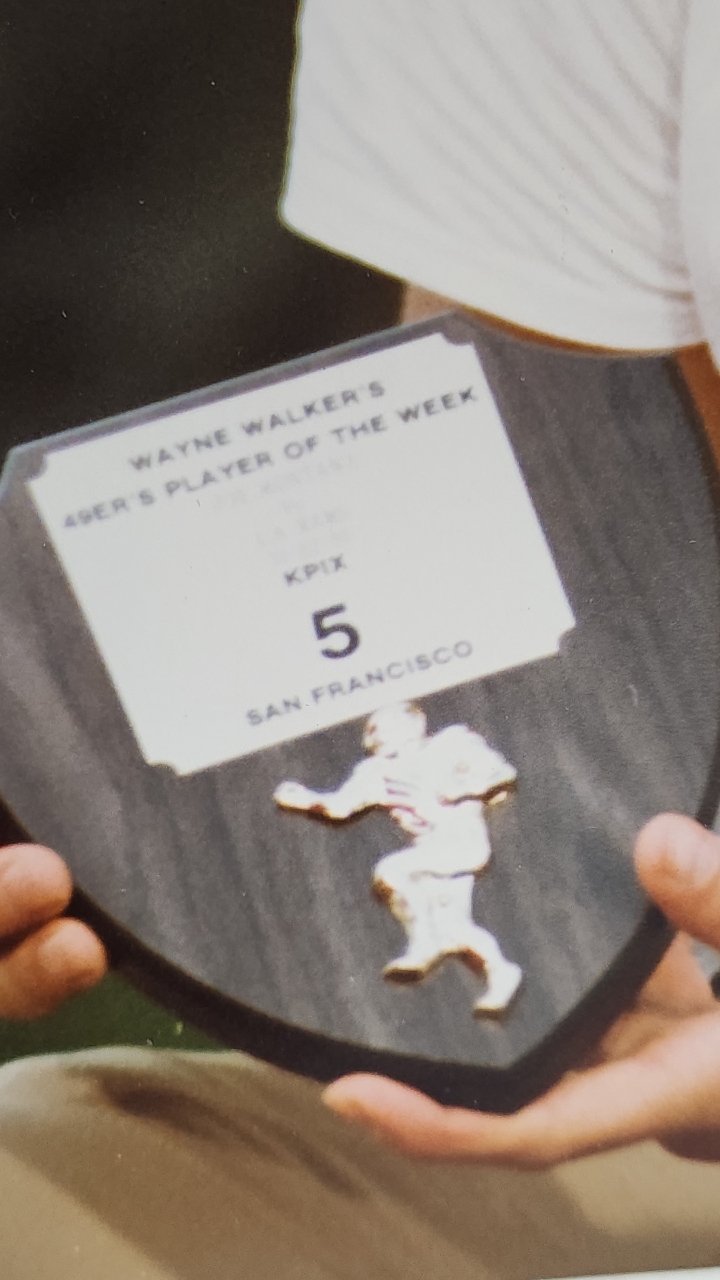 WAYNE WALKER'S
49ER'S PLAYER OF THE WEEK
KPIX
5
SAN FRANCISCO